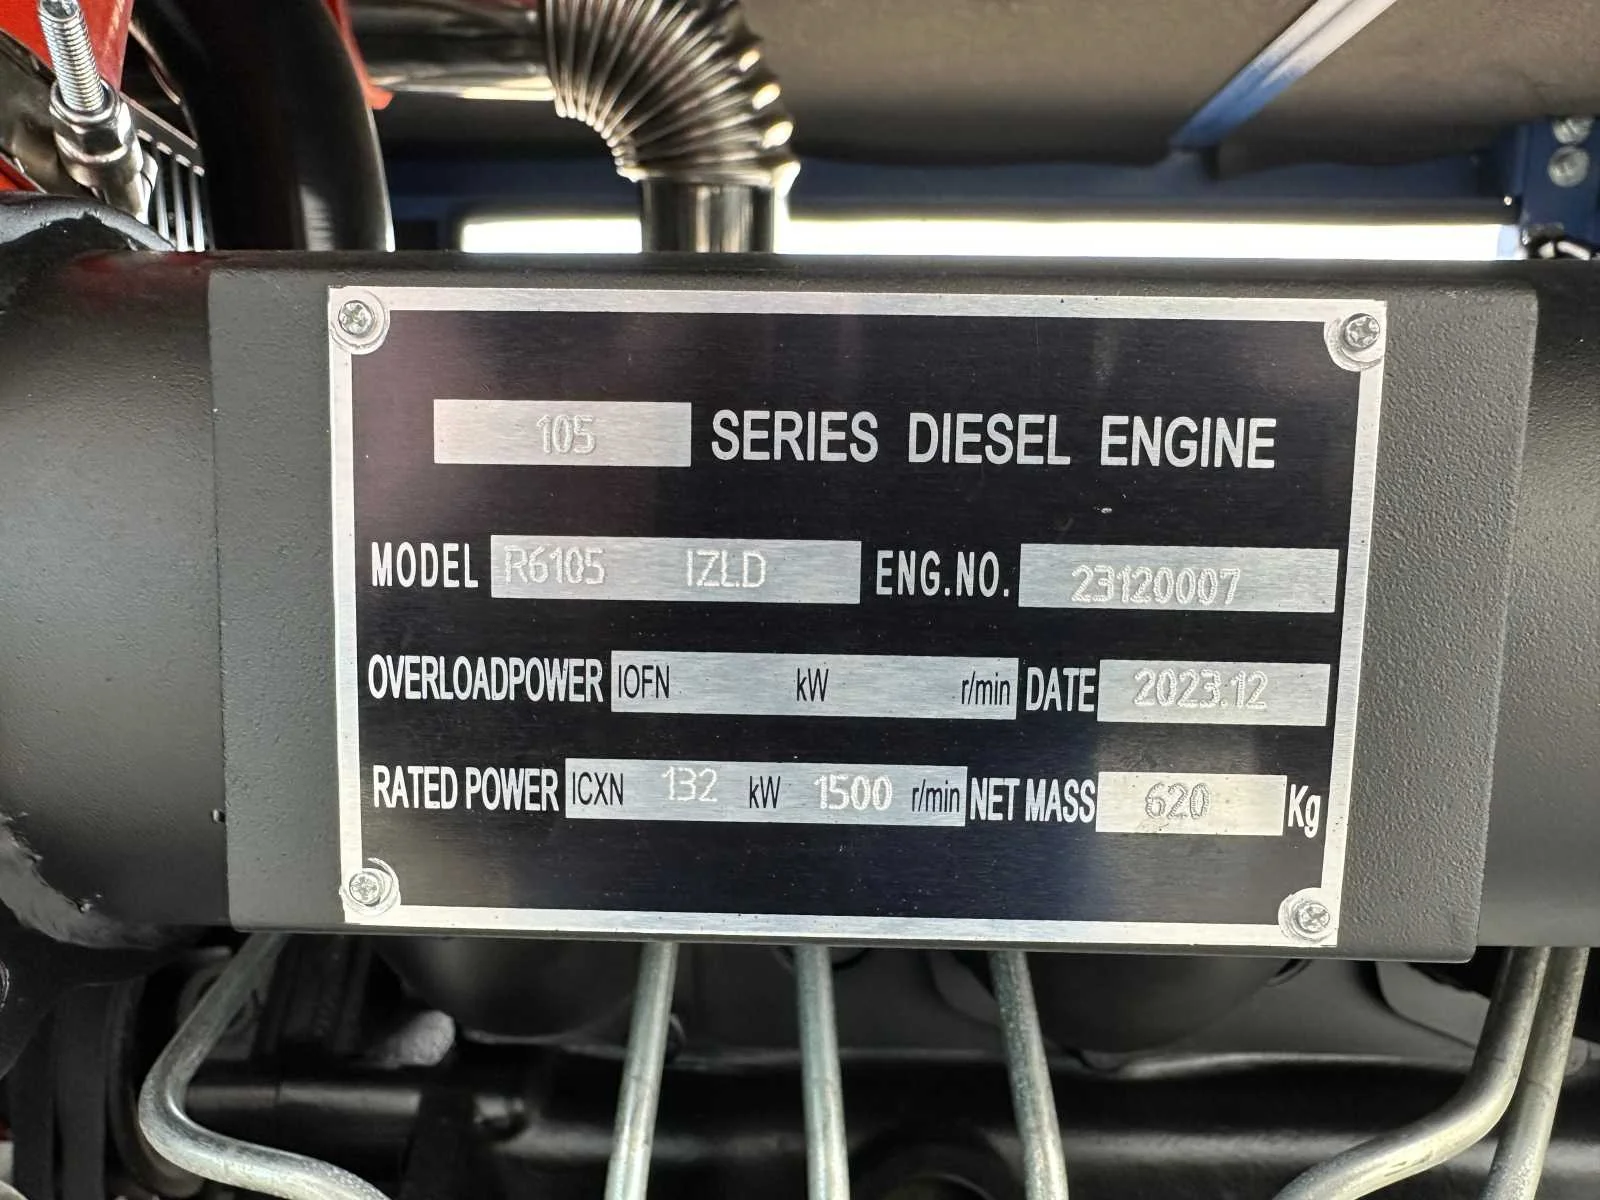 105 SERIES DIESEL ENGINE
MODEL R6105 IZLD ENG.NO. 23120007
OVERLOADPOWER IOFN kW r/min DATE 2023.12
RATED POWER ICXN 132 kW 1500 r/min NET MASS 620 Kg